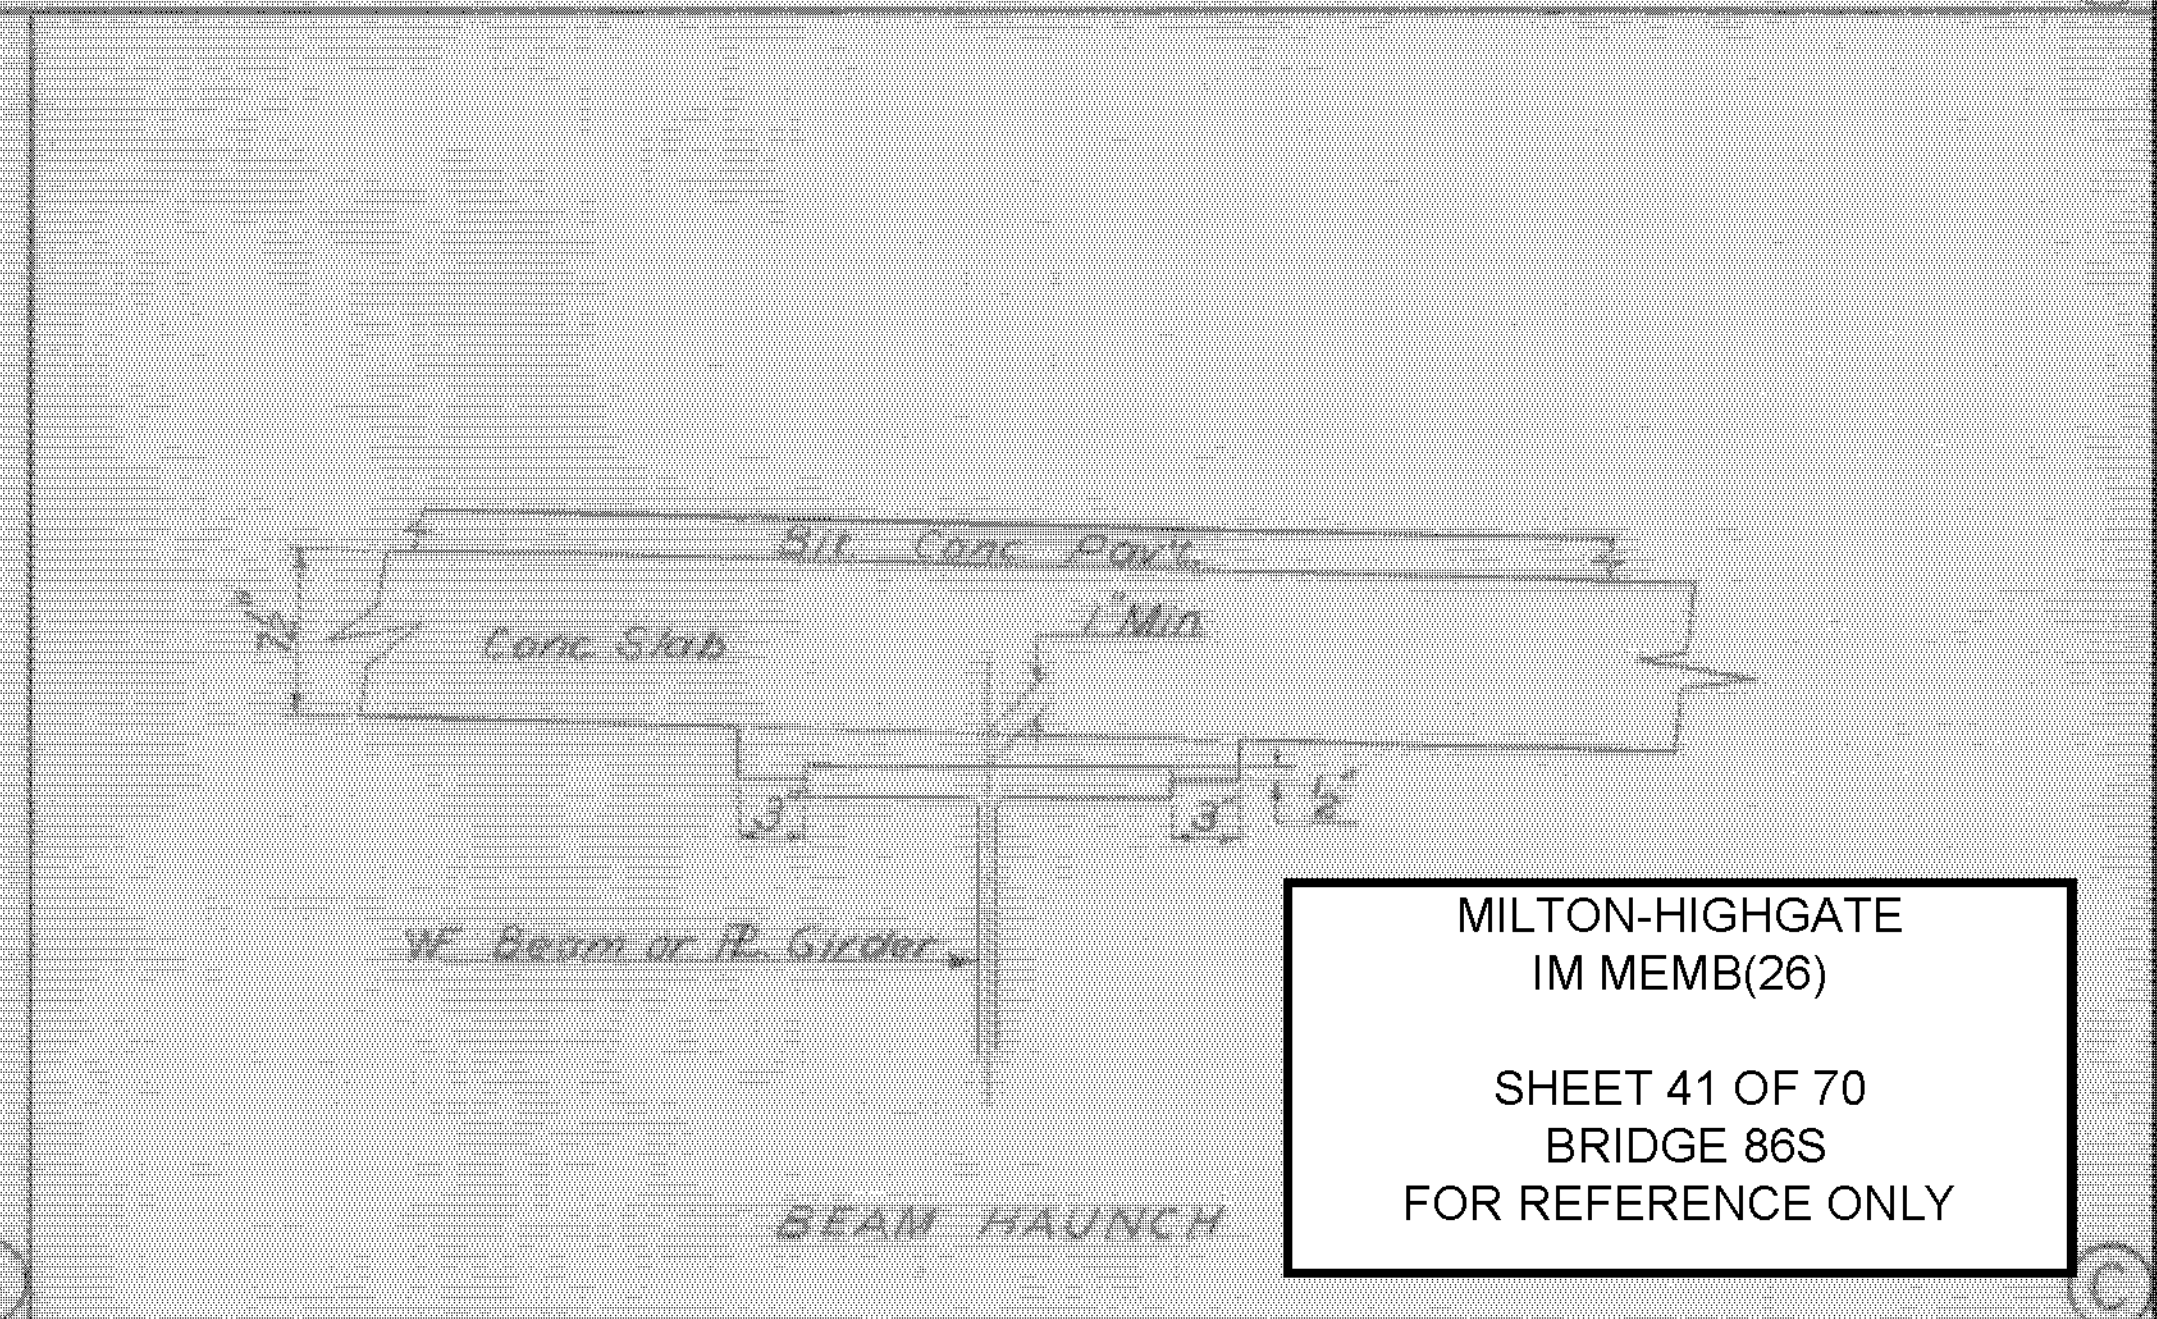 Bit. Conc. Pav't.
1" Min
Conc. Slab
3"
3"
1/2"
W Beam or PL Girder
BEAM HAUNCH
MILTON-HIGHGATE
IM MEMB(26)
SHEET 41 OF 70
BRIDGE 86S
FOR REFERENCE ONLY
C